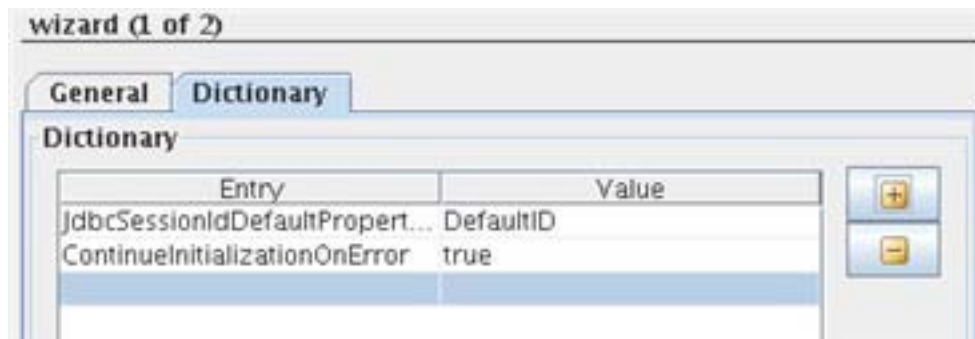 wizard (1 of 2)
General Dictionary
Dictionary
Entry Value
JdbcSessionIdDefaultPropert... DefaultID
ContinueInitializationOnError true